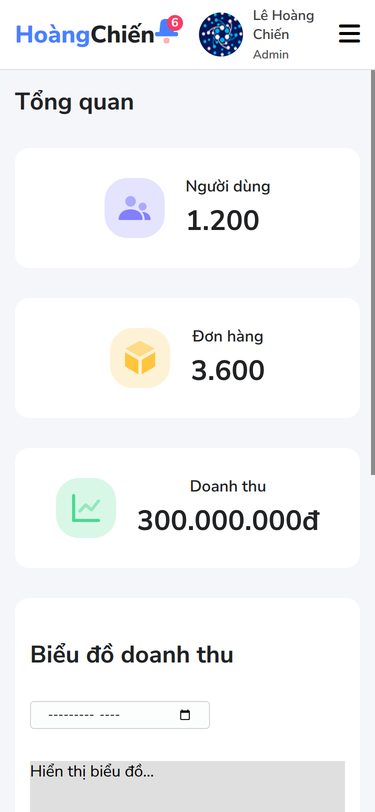 HoàngChiến
6
Lê Hoàng
Chiến
Admin
Tổng quan
Người dùng
1.200
Đơn hàng
3.600
Doanh thu
300.000.000đ
Biểu đồ doanh thu
--------- ----
Hiển thị biểu đồ...